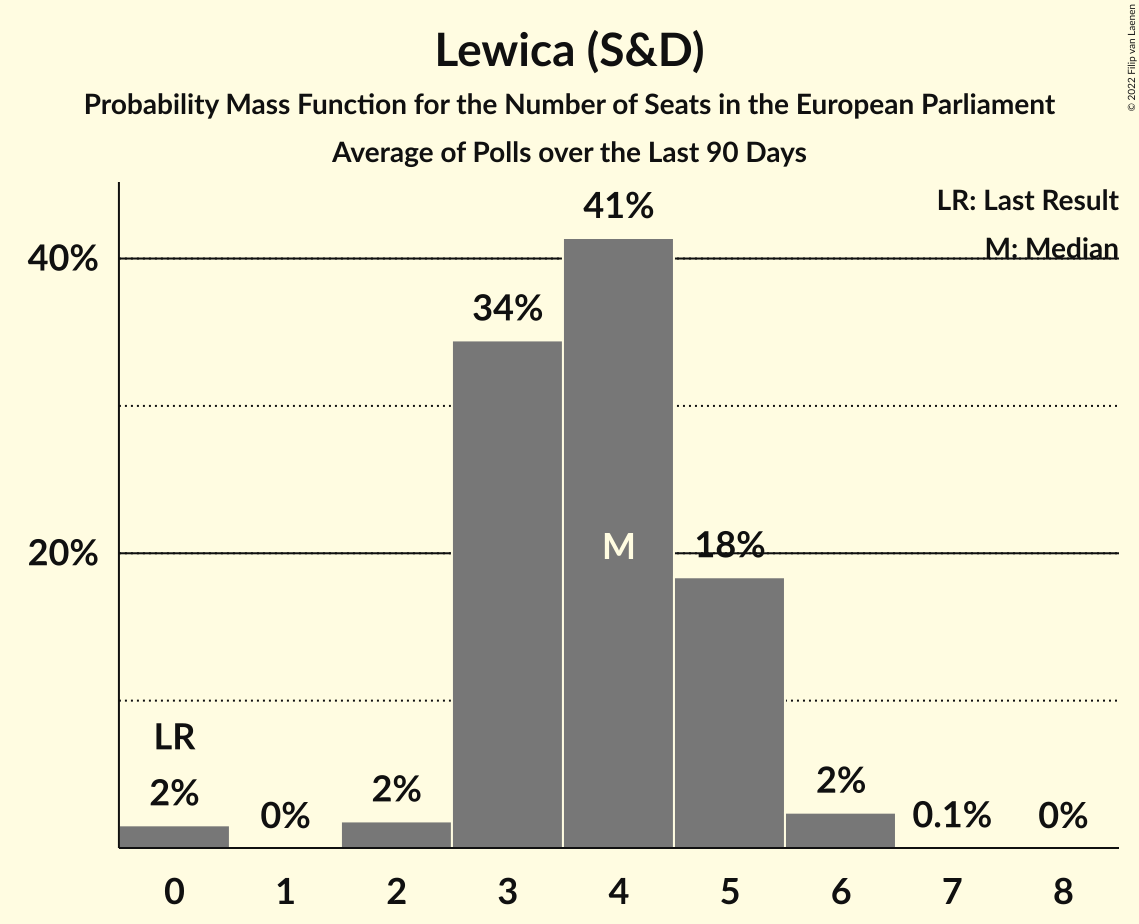 Lewica (S&D)
Probability Mass Function for the Number of Seats in the European Parliament
Average of Polls over the Last 90 Days
© 2022 Filip van Laenen
LR: Last Result
M: Median
41%
40%
34%
M
18%
20%
LR
2%
0%
2%
2%
0.1%
0%
0 1 2 3 4 5 6 7 8